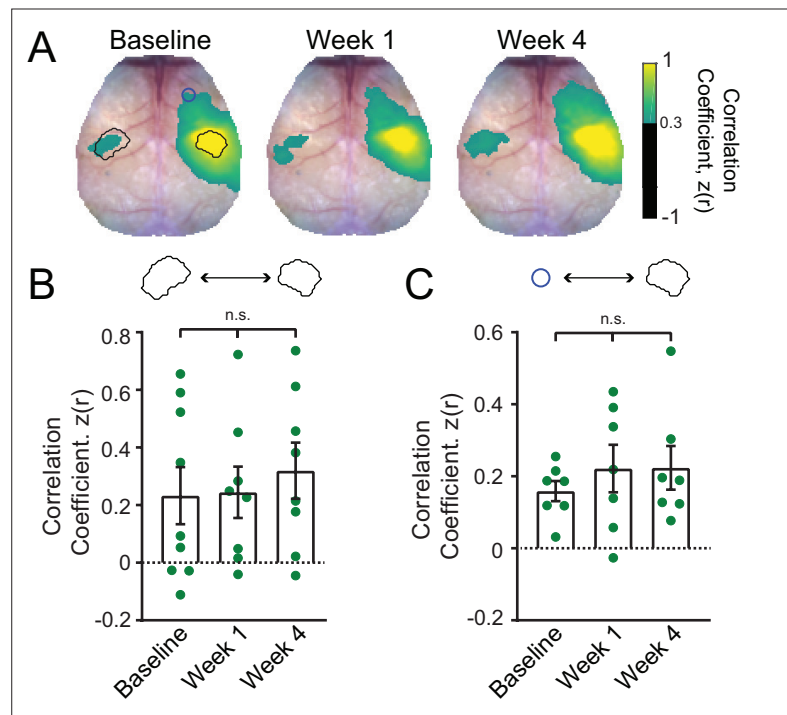 A
Baseline
Week 1
Week 4
1
0.3
-1
Correlation
Coefficient, z(r)
B
n.s.
Correlation
Coefficient. z(r)
0.8
0.6
0.4
0.2
0
-0.2
Baseline
Week 1
Week 4
C
n.s.
Correlation
Coefficient. z(r)
0.6
0.4
0.2
0
-0.2
Baseline
Week 1
Week 4